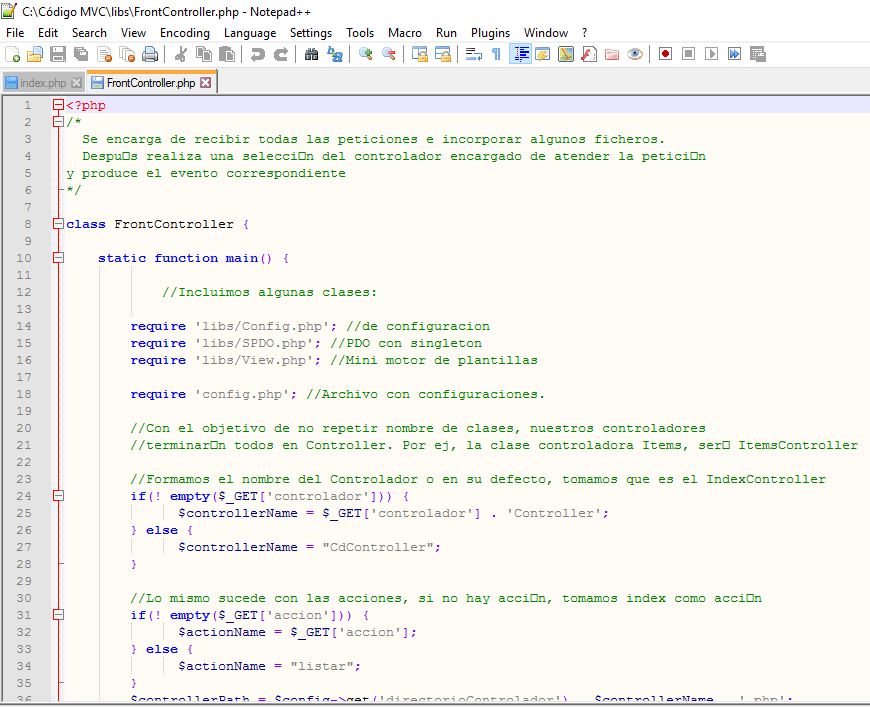 C:\Código MVC\libs\FrontController.php - Notepad++
File Edit Search View Encoding Language Settings Tools Macro Run Plugins Window ?
index.php FrontController.php
1 <?php
2 /*
3 Se encarga de recibir todas las peticiones e incorporar algunos ficheros.
4 Despu□s realiza una selecci□n del controlador encargado de atender la petici□n
5 y produce el evento correspondiente
6 */
7
8 class FrontController {
9
10 static function main() {
11
12 //Incluimos algunas clases:
13
14 require 'libs/Config.php'; //de configuracion
15 require 'libs/SPDO.php'; //PDO con singleton
16 require 'libs/View.php'; //Mini motor de plantillas
17
18 require 'config.php'; //Archivo con configuraciones.
19
20 //Con el objetivo de no repetir nombre de clases, nuestros controladores
21 //terminar□n todos en Controller. Por ej, la clase controladora Items, ser□ ItemsController
22
23 //Formamos el nombre del Controlador o en su defecto, tomamos que es el IndexController
24 if(! empty($_GET['controlador'])) {
25 $controllerName = $_GET['controlador'] . 'Controller';
26 } else {
27 $controllerName = "CdController";
28 }
29
30 //Lo mismo sucede con las acciones, si no hay acci□n, tomamos index como acci□n
31 if(! empty($_GET['accion'])) {
32 $actionName = $_GET['accion'];
33 } else {
34 $actionName = "listar";
35 }
36 $controllerPath = $config->get('directorioControlador') . $controllerName . '.php';